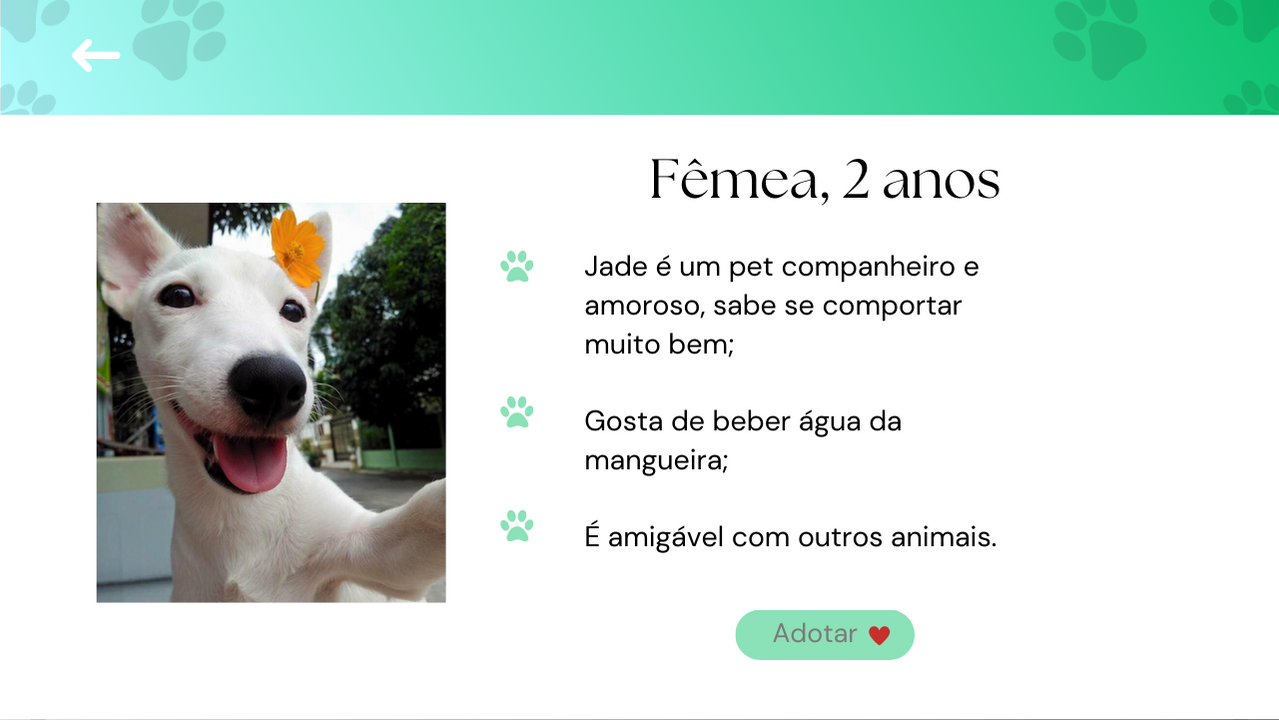 Fêmea, 2 anos
Jade é um pet companheiro e
amoroso, sabe se comportar
muito bem;
Gosta de beber água da
mangueira;
É amigável com outros animais.
Adotar